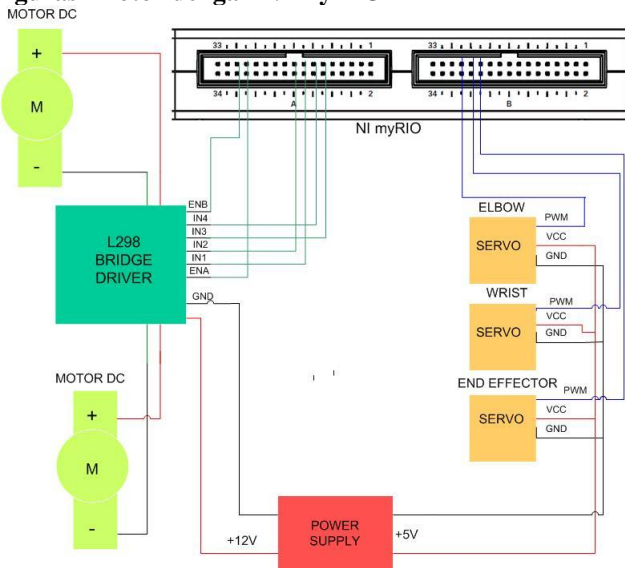 MOTOR DC
+
M
-
33 1 33 1
34 2 34 2
A B
NI myRIO
ENB
IN4
IN3
IN2
IN1
ENA
GND
L298
BRIDGE
DRIVER
ELBOW
PWM
SERVO
VCC
GND
WRIST
PWM
SERVO
VCC
GND
END EFFECTOR
PWM
SERVO
VCC
GND
MOTOR DC
+
M
-
+12V
POWER
SUPPLY
+5V